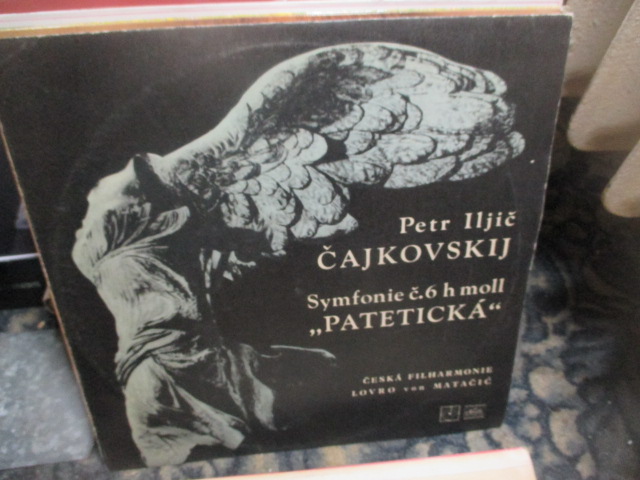 Petr Iljič
ČAJKOVSKIJ
Symfonie č.6 h moll
„PATETICKÁ“
ČESKÁ FILHARMONIE
LOVRO von MATAČIĆ